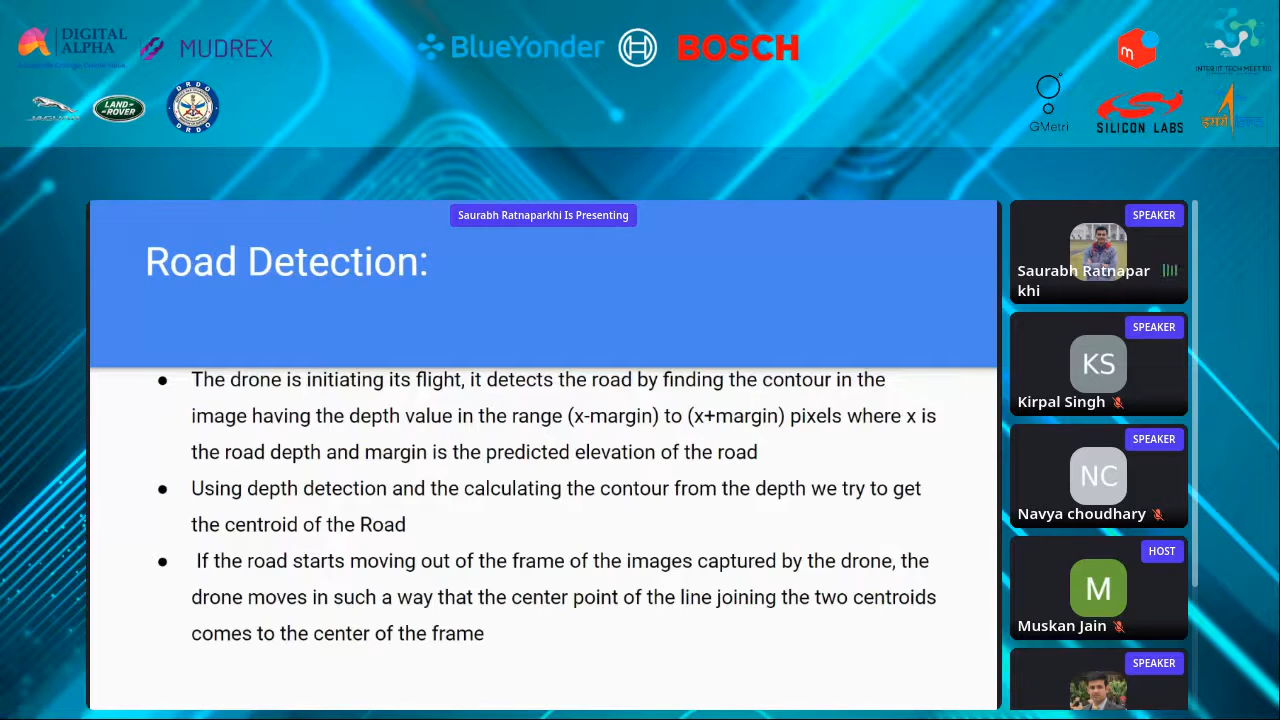 DIGITAL
ALPHA
MUDREX
BlueYonder
BOSCH
m
JAGUAR
LAND-
ROVER
DRDO
DRDO
GMetri
SILICON LABS
इसरो
Saurabh Ratnaparkhi Is Presenting
Road Detection:
● The drone is initiating its flight, it detects the road by finding the contour in the
image having the depth value in the range (x-margin) to (x+margin) pixels where x is
the road depth and margin is the predicted elevation of the road
● Using depth detection and the calculating the contour from the depth we try to get
the centroid of the Road
● If the road starts moving out of the frame of the images captured by the drone, the
drone moves in such a way that the center point of the line joining the two centroids
comes to the center of the frame
SPEAKER
Saurabh Ratnapar
khi
SPEAKER
KS
Kirpal Singh
SPEAKER
NC
Navya choudhary
HOST
M
Muskan Jain
SPEAKER